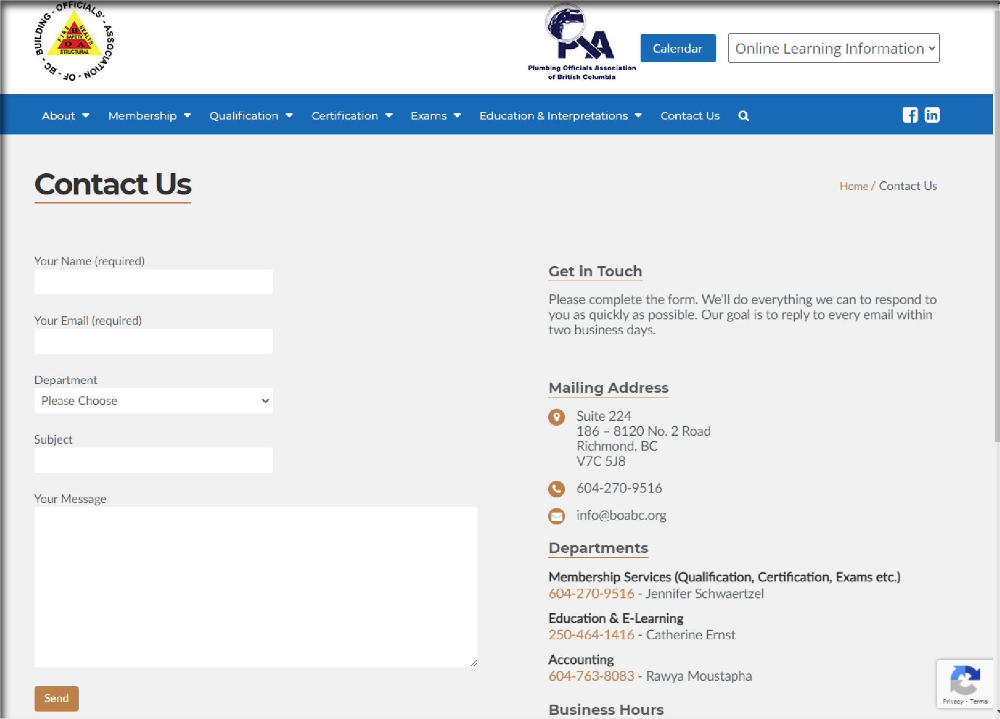 BUILDING - OFFICIALS' - ASSOCIATION - OF - BC -
FIRE HEALTH
B
SAFETY
O A
STRUCTURAL
Plumbing Officials Association
of British Columbia
Calendar
Online Learning Information
About Membership Qualification Certification Exams Education & Interpretations Contact Us
Contact Us
Home / Contact Us
Your Name (required)
Your Email (required)
Department
Please Choose
Subject
Your Message
Send
Get in Touch
Please complete the form. We’ll do everything we can to respond to
you as quickly as possible. Our goal is to reply to every email within
two business days.
Mailing Address
Suite 224
186 – 8120 No. 2 Road
Richmond, BC
V7C 5J8
604-270-9516
info@boabc.org
Departments
Membership Services (Qualification, Certification, Exams etc.)
604-270-9516 - Jennifer Schwaertzel
Education & E-Learning
250-464-1416 - Catherine Ernst
Accounting
604-763-8083 - Rawya Moustapha
Business Hours
Privacy - Terms